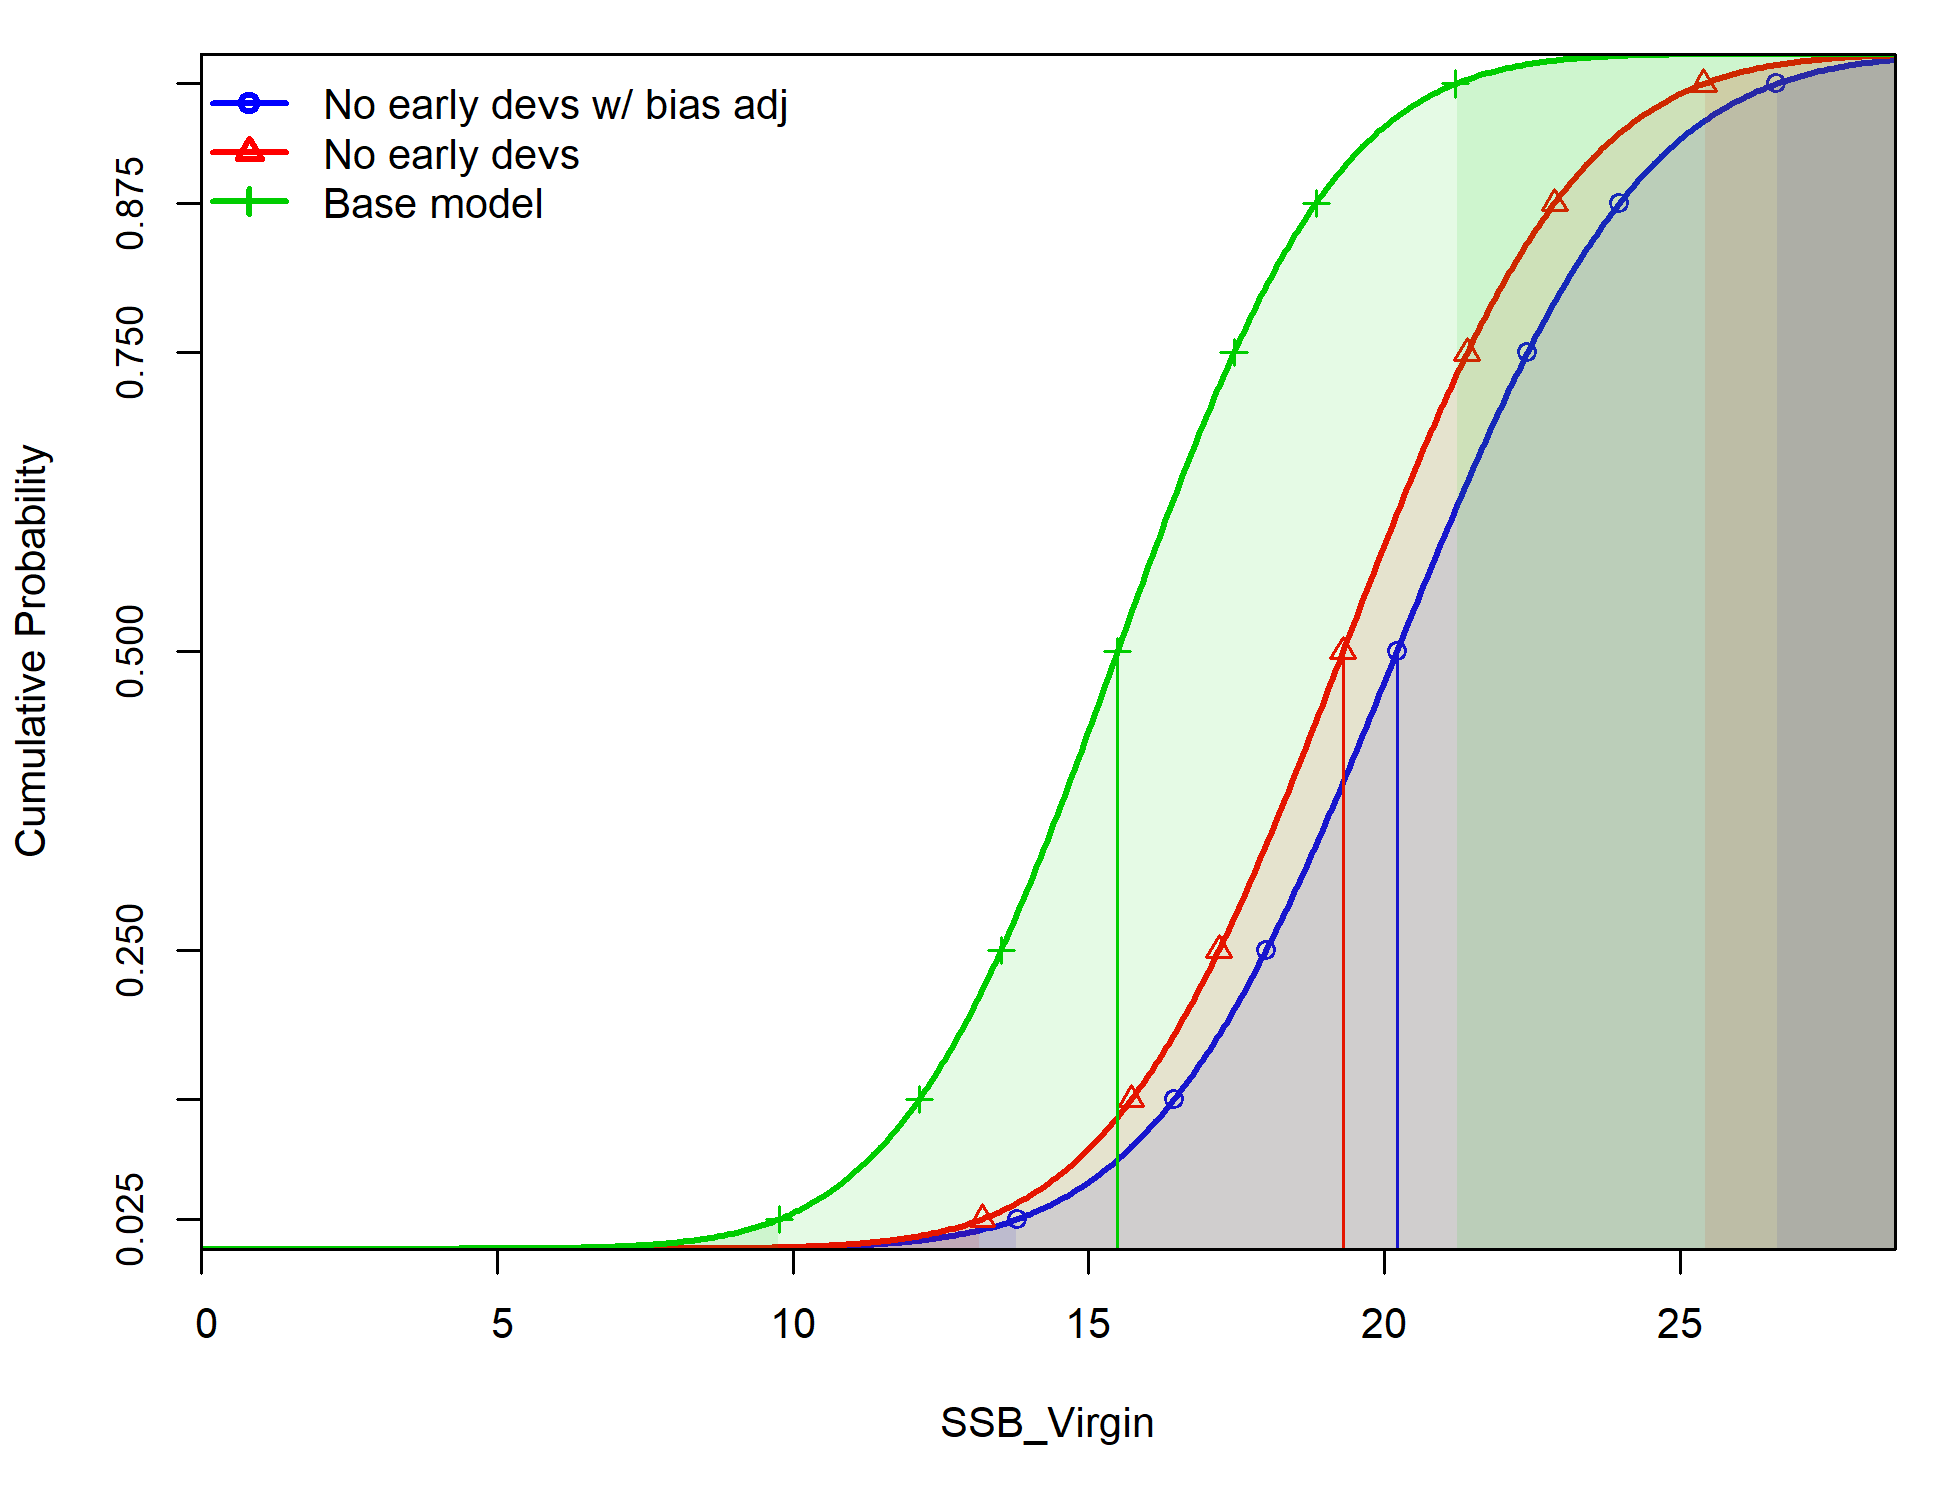 No early devs w/ bias adj
No early devs
Base model
Cumulative Probability
0.875
0.750
0.500
0.250
0.025
0 5 10 15 20 25
SSB_Virgin